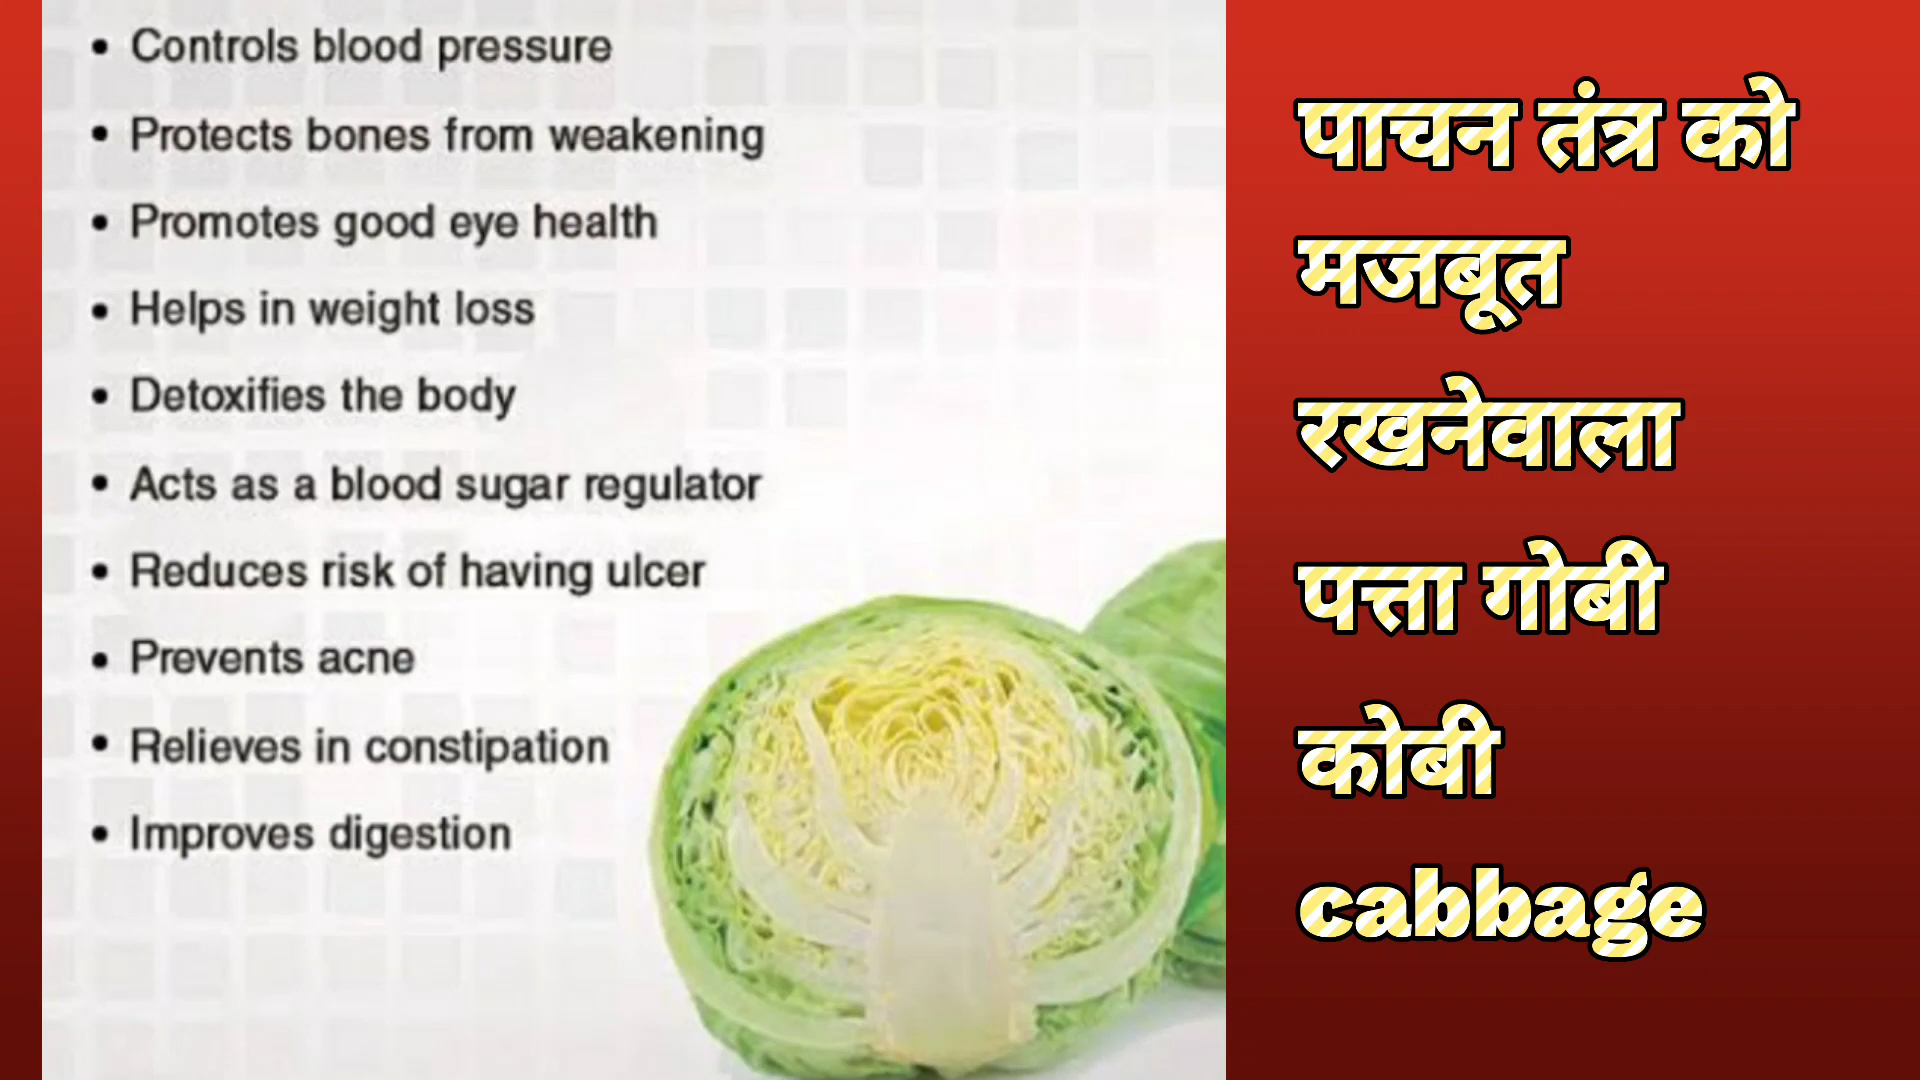 • Controls blood pressure
• Protects bones from weakening
• Promotes good eye health
• Helps in weight loss
• Detoxifies the body
• Acts as a blood sugar regulator
• Reduces risk of having ulcer
• Prevents acne
• Relieves in constipation
• Improves digestion
पाचन तंत्र को
मजबूत
रखनेवाला
पत्ता गोबी
कोबी
cabbage